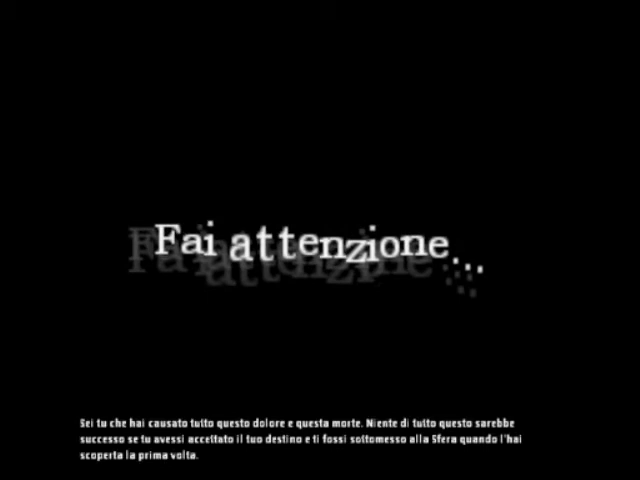 Fai attenzione...
Sei tu che hai causato tutto questo dolore e questa morte. Niente di tutto questo sarebbe
successo se tu avessi accettato il tuo destino e ti fossi sottomesso alla Sfera quando l'hai
scoperta la prima volta.